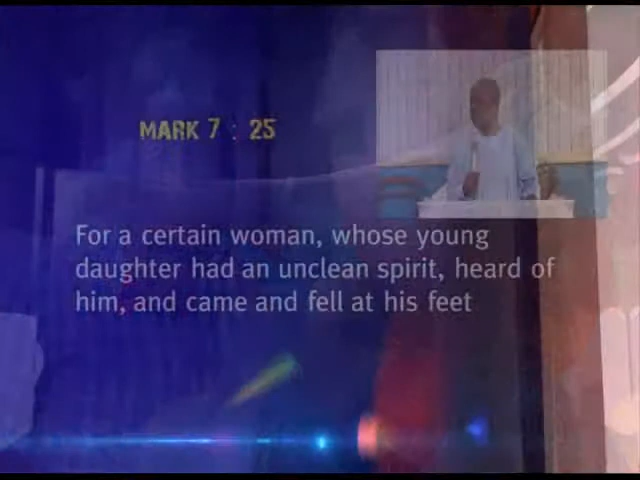 MARK 7 : 25
For a certain woman, whose young
daughter had an unclean spirit, heard of
him, and came and fell at his feet